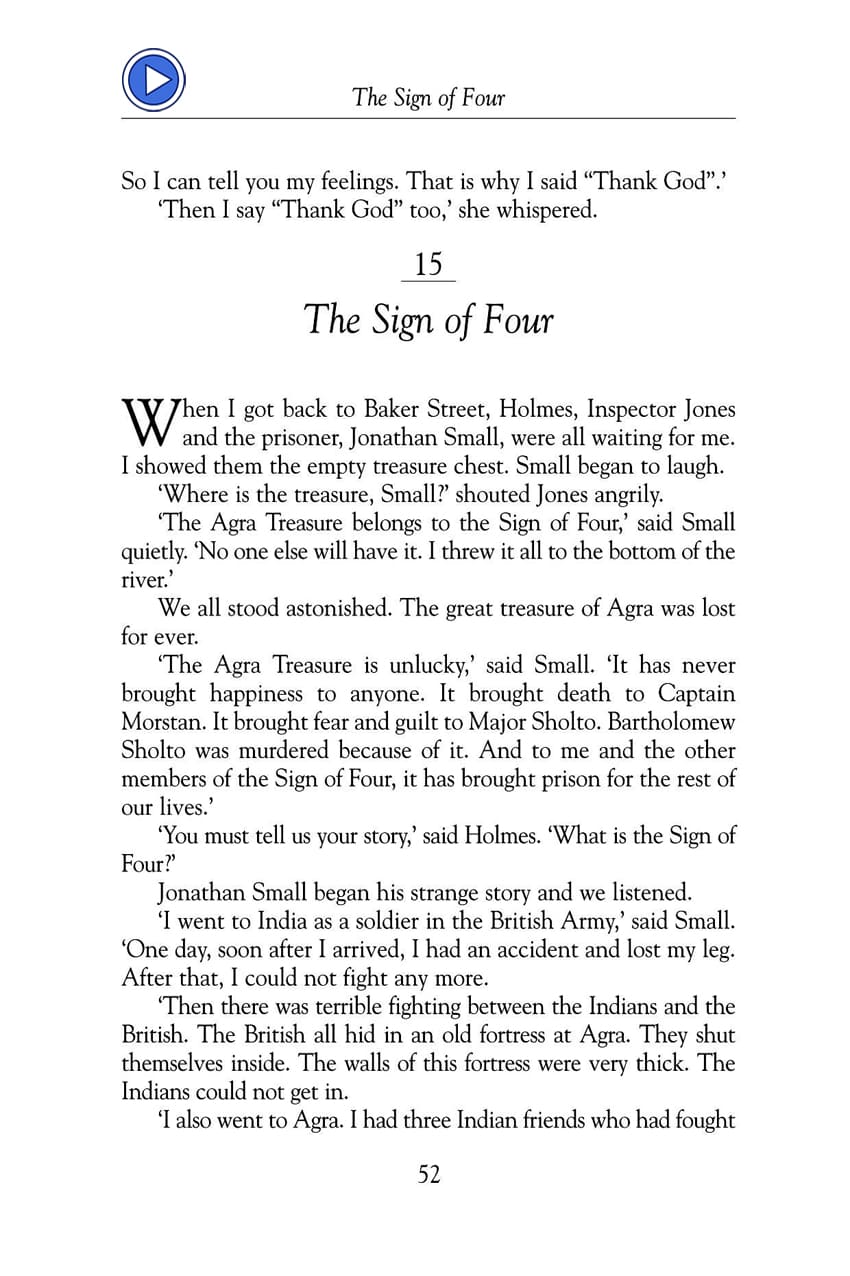 The Sign of Four
So I can tell you my feelings. That is why I said “Thank God”.’
‘Then I say “Thank God” too,’ she whispered.
15
The Sign of Four
When I got back to Baker Street, Holmes, Inspector Jones
and the prisoner, Jonathan Small, were all waiting for me.
I showed them the empty treasure chest. Small began to laugh.
‘Where is the treasure, Small?’ shouted Jones angrily.
‘The Agra Treasure belongs to the Sign of Four,’ said Small
quietly. ‘No one else will have it. I threw it all to the bottom of the
river.’
We all stood astonished. The great treasure of Agra was lost
for ever.
‘The Agra Treasure is unlucky,’ said Small. ‘It has never
brought happiness to anyone. It brought death to Captain
Morstan. It brought fear and guilt to Major Sholto. Bartholomew
Sholto was murdered because of it. And to me and the other
members of the Sign of Four, it has brought prison for the rest of
our lives.’
‘You must tell us your story,’ said Holmes. ‘What is the Sign of
Four?’
Jonathan Small began his strange story and we listened.
‘I went to India as a soldier in the British Army,’ said Small.
‘One day, soon after I arrived, I had an accident and lost my leg.
After that, I could not fight any more.
‘Then there was terrible fighting between the Indians and the
British. The British all hid in an old fortress at Agra. They shut
themselves inside. The walls of this fortress were very thick. The
Indians could not get in.
‘I also went to Agra. I had three Indian friends who had fought
52